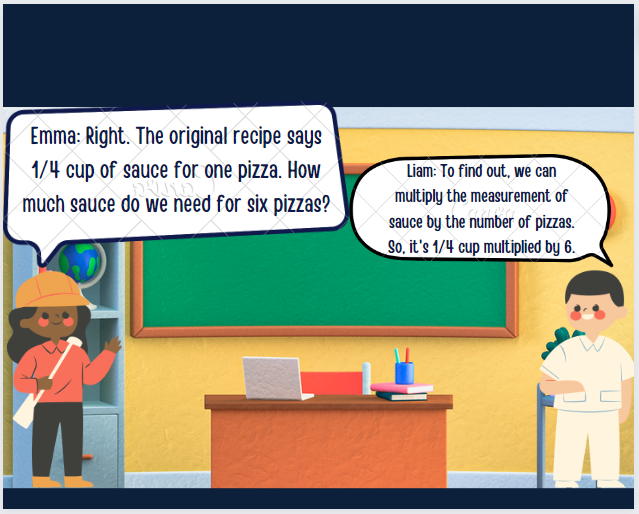 Emma: Right. The original recipe says
1/4 cup of sauce for one pizza. How
much sauce do we need for six pizzas?
Liam: To find out, we can
multiply the measurement of
sauce by the number of pizzas.
So, it's 1/4 cup multiplied by 6.